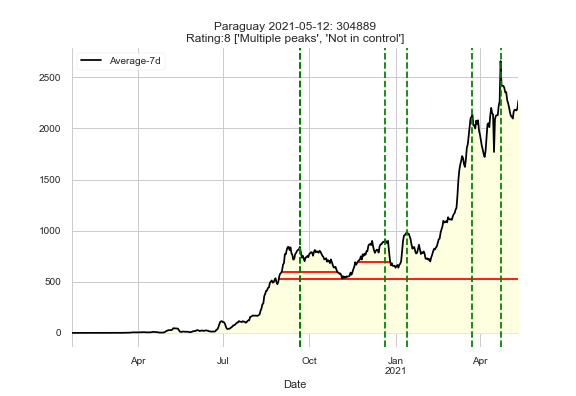 Paraguay 2021-05-12: 304889
Rating:8 ['Multiple peaks', 'Not in control']
Average-7d
2500
2000
1500
1000
500
0
Apr Jul Oct Jan Apr
2021
Date